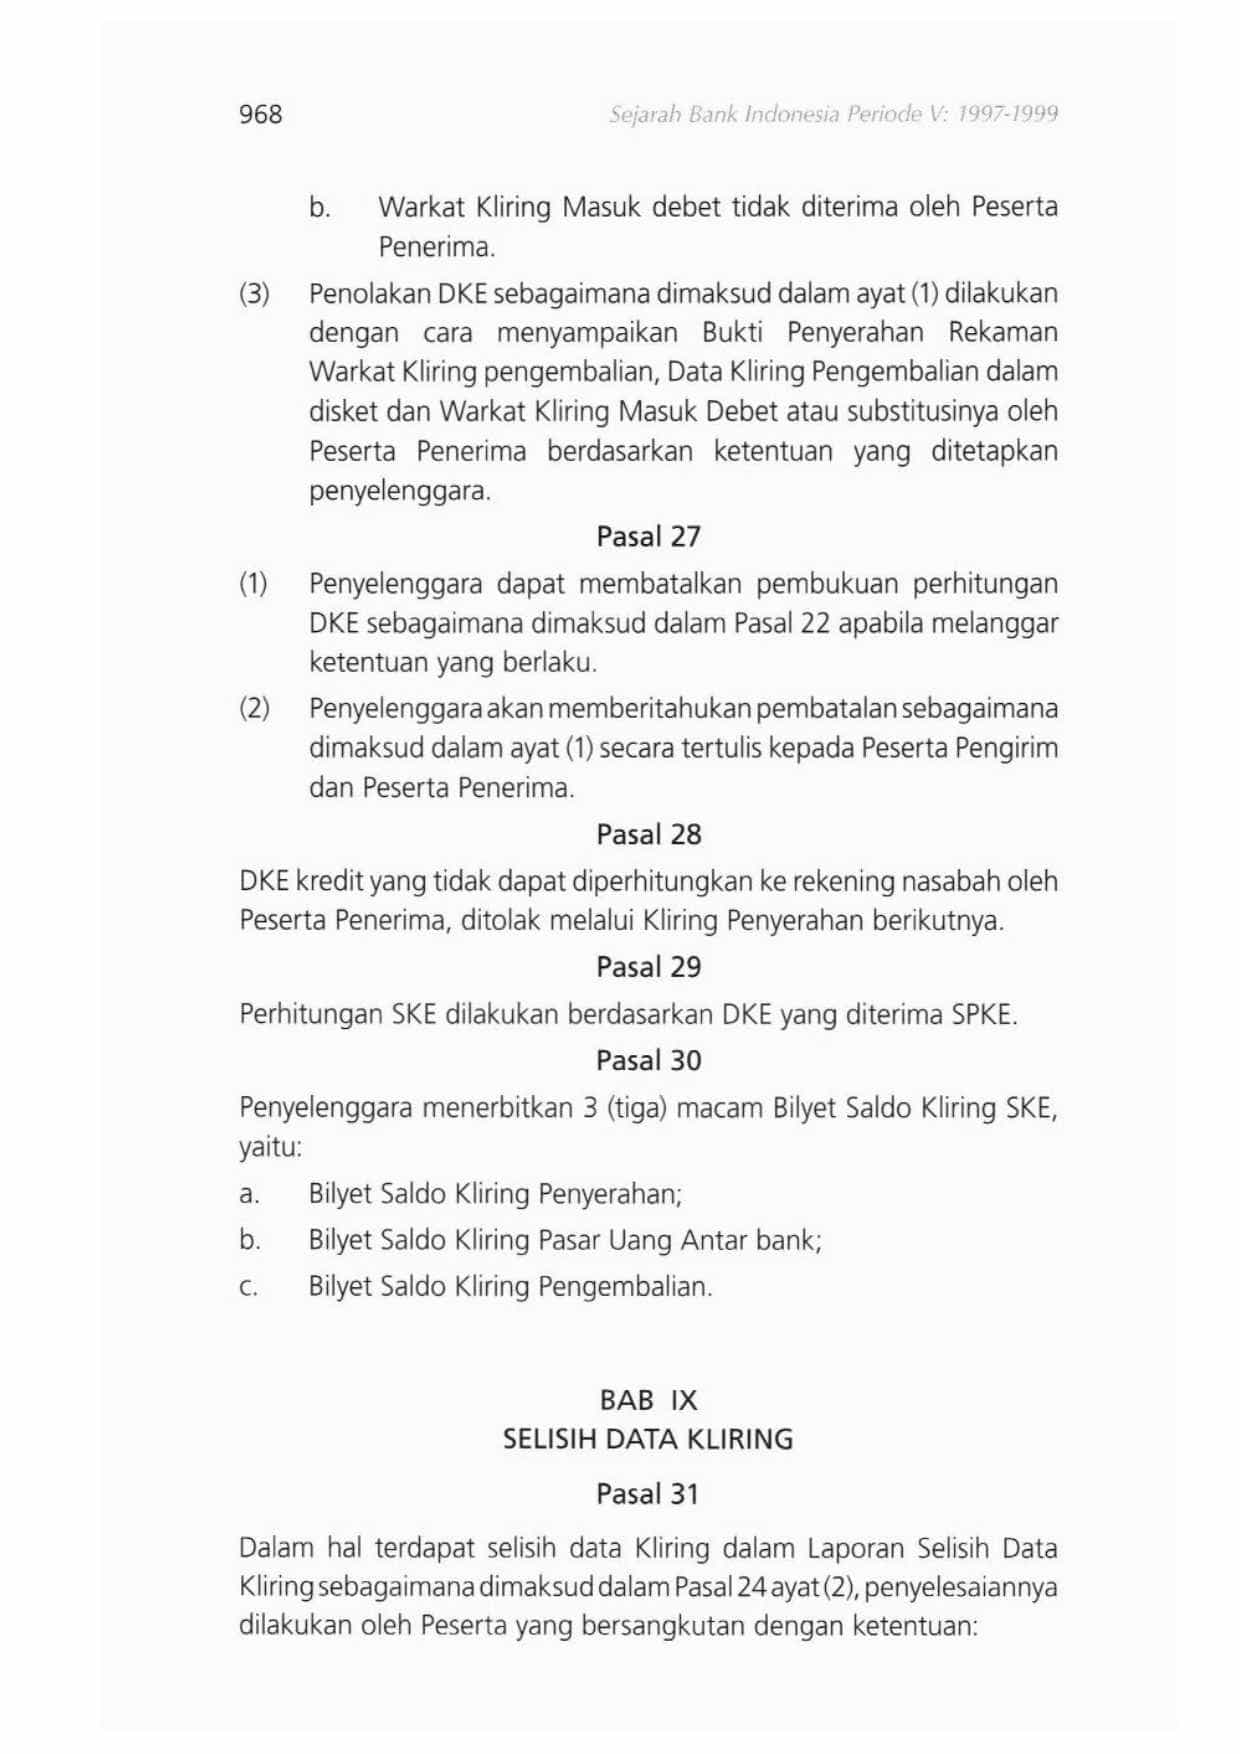 968
Sejarah Bank Indonesia Periode V: 1997-1999
b. Warkat Kliring Masuk debet tidak diterima oleh Peserta
Penerima.
(3) Penolakan DKE sebagaimana dimaksud dalam ayat (1) dilakukan
dengan cara menyampaikan Bukti Penyerahan Rekaman
Warkat Kliring pengembalian, Data Kliring Pengembalian dalam
disket dan Warkat Kliring Masuk Debet atau substitusinya oleh
Peserta Penerima berdasarkan ketentuan yang ditetapkan
penyelenggara.
Pasal 27
(1) Penyelenggara dapat membatalkan pembukuan perhitungan
DKE sebagaimana dimaksud dalam Pasal 22 apabila melanggar
ketentuan yang berlaku.
(2) Penyelenggara akan memberitahukan pembatalan sebagaimana
dimaksud dalam ayat (1) secara tertulis kepada Peserta Pengirim
dan Peserta Penerima.
Pasal 28
DKE kredit yang tidak dapat diperhitungkan ke rekening nasabah oleh
Peserta Penerima, ditolak melalui Kliring Penyerahan berikutnya.
Pasal 29
Perhitungan SKE dilakukan berdasarkan DKE yang diterima SPKE.
Pasal 30
Penyelenggara menerbitkan 3 (tiga) macam Bilyet Saldo Kliring SKE,
yaitu:
a. Bilyet Saldo Kliring Penyerahan;
b. Bilyet Saldo Kliring Pasar Uang Antar bank;
c. Bilyet Saldo Kliring Pengembalian.
BAB IX
SELISIH DATA KLIRING
Pasal 31
Dalam hal terdapat selisih data Kliring dalam Laporan Selisih Data
Kliring sebagaimana dimaksud dalam Pasal 24 ayat (2), penyelesaiannya
dilakukan oleh Peserta yang bersangkutan dengan ketentuan: